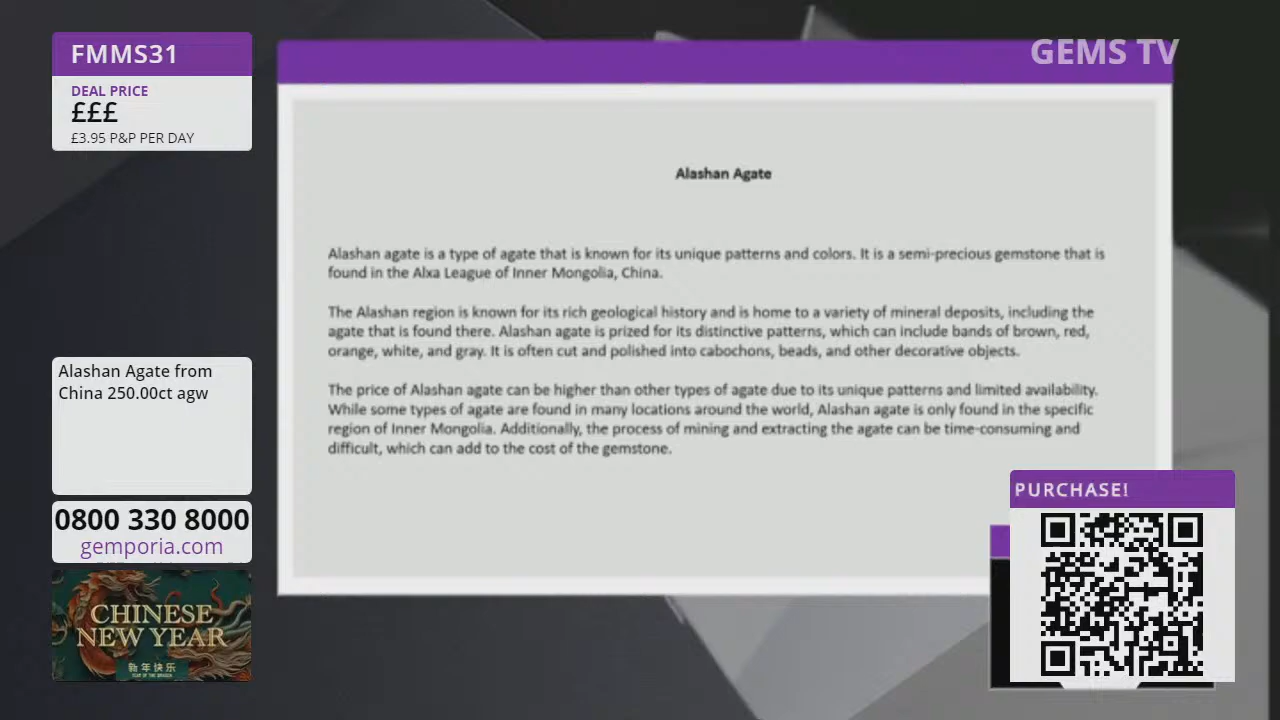 FMMS31
DEAL PRICE
£££
£3.95 P&P PER DAY
GEMS TV
Alashan Agate
Alashan agate is a type of agate that is known for its unique patterns and colors. It is a semi-precious gemstone that is
found in the Alxa League of Inner Mongolia, China.
The Alashan region is known for its rich geological history and is home to a variety of mineral deposits, including the
agate that is found there. Alashan agate is prized for its distinctive patterns, which can include bands of brown, red,
orange, white, and gray. It is often cut and polished into cabochons, beads, and other decorative objects.
The price of Alashan agate can be higher than other types of agate due to its unique patterns and limited availability.
While some types of agate are found in many locations around the world, Alashan agate is only found in the specific
region of Inner Mongolia. Additionally, the process of mining and extracting the agate can be time-consuming and
difficult, which can add to the cost of the gemstone.
Alashan Agate from
China 250.00ct agw
0800 330 8000
gemporia.com
CHINESE
NEW YEAR
新年快乐
YEAR OF THE DRAGON
PURCHASE!